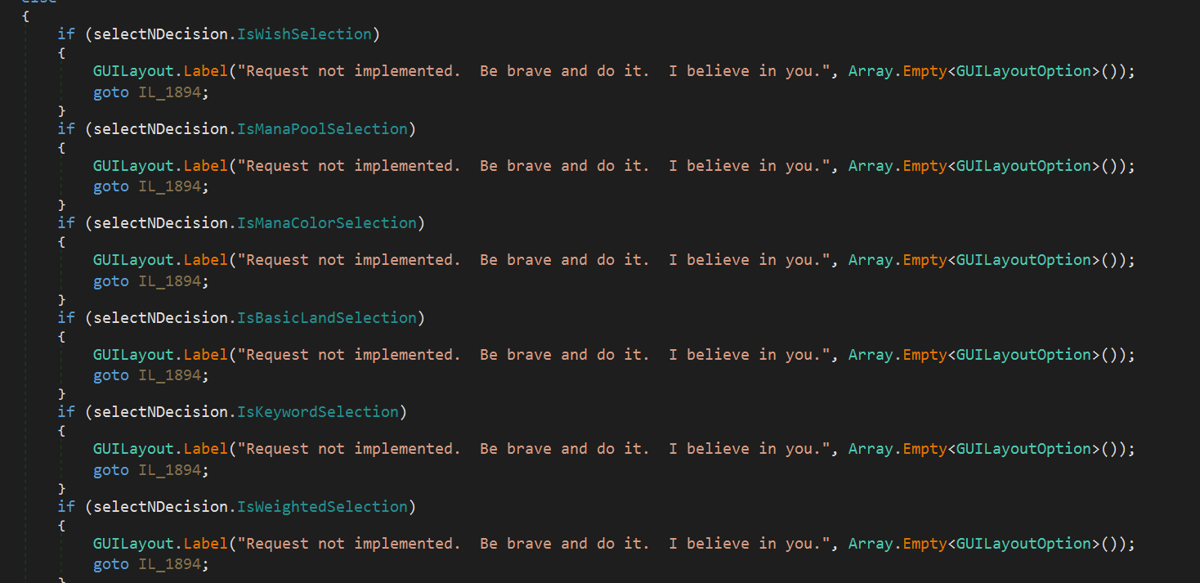 else
{
if (selectNDecision.IsWishSelection)
{
GUILayout.Label("Request not implemented.  Be brave and do it.  I believe in you.", Array.Empty<GUILayoutOption>());
goto IL_1894;
}
if (selectNDecision.IsManaPoolSelection)
{
GUILayout.Label("Request not implemented.  Be brave and do it.  I believe in you.", Array.Empty<GUILayoutOption>());
goto IL_1894;
}
if (selectNDecision.IsManaColorSelection)
{
GUILayout.Label("Request not implemented.  Be brave and do it.  I believe in you.", Array.Empty<GUILayoutOption>());
goto IL_1894;
}
if (selectNDecision.IsBasicLandSelection)
{
GUILayout.Label("Request not implemented.  Be brave and do it.  I believe in you.", Array.Empty<GUILayoutOption>());
goto IL_1894;
}
if (selectNDecision.IsKeywordSelection)
{
GUILayout.Label("Request not implemented.  Be brave and do it.  I believe in you.", Array.Empty<GUILayoutOption>());
goto IL_1894;
}
if (selectNDecision.IsWeightedSelection)
{
GUILayout.Label("Request not implemented.  Be brave and do it.  I believe in you.", Array.Empty<GUILayoutOption>());
goto IL_1894;
}